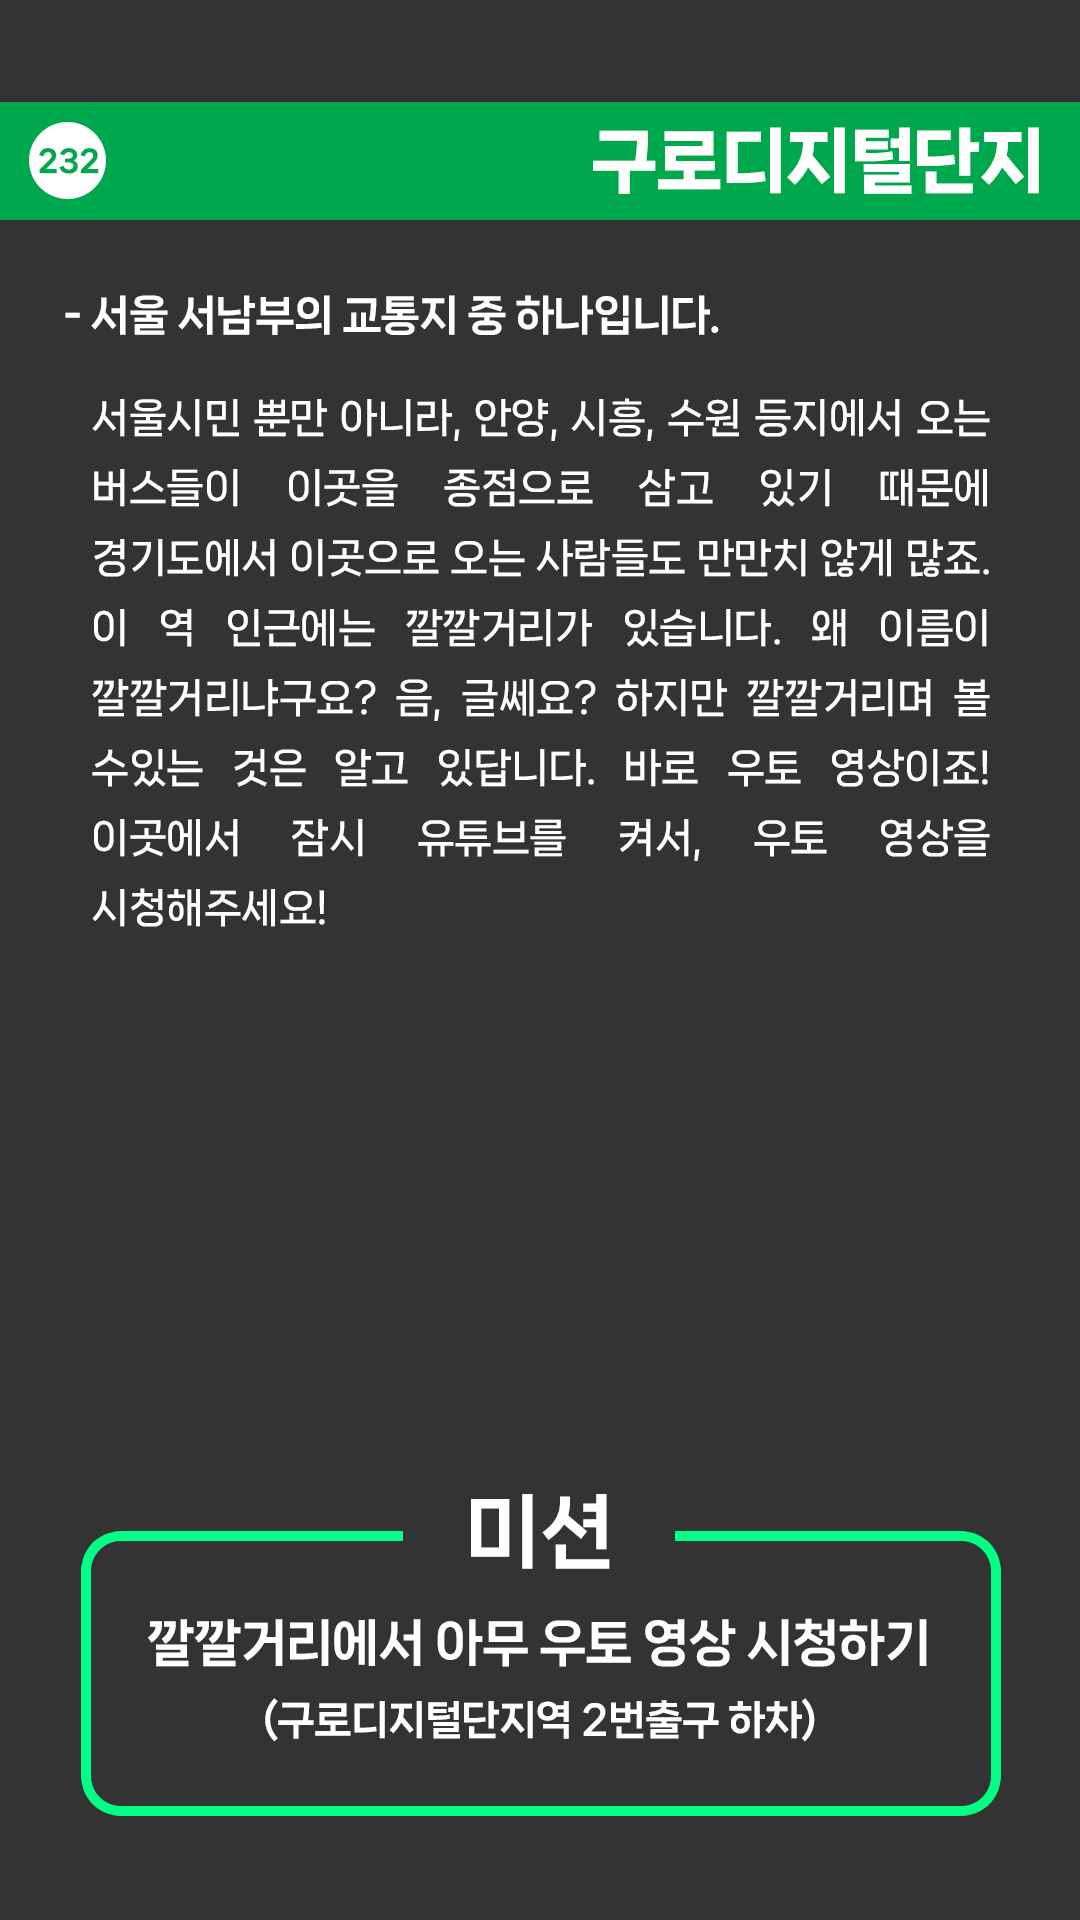 232
구로디지털단지
- 서울 서남부의 교통지 중 하나입니다.
서울시민 뿐만 아니라, 안양, 시흥, 수원 등지에서 오는
버스들이 이곳을 종점으로 삼고 있기 때문에
경기도에서 이곳으로 오는 사람들도 만만치 않게 많죠.
이 역 인근에는 깔깔거리가 있습니다. 왜 이름이
깔깔거리냐구요? 음, 글쎄요? 하지만 깔깔거리며 볼
수있는 것은 알고 있답니다. 바로 우토 영상이죠!
이곳에서 잠시 유튜브를 켜서, 우토 영상을
시청해주세요!
미션
깔깔거리에서 아무 우토 영상 시청하기
(구로디지털단지역 2번출구 하차)